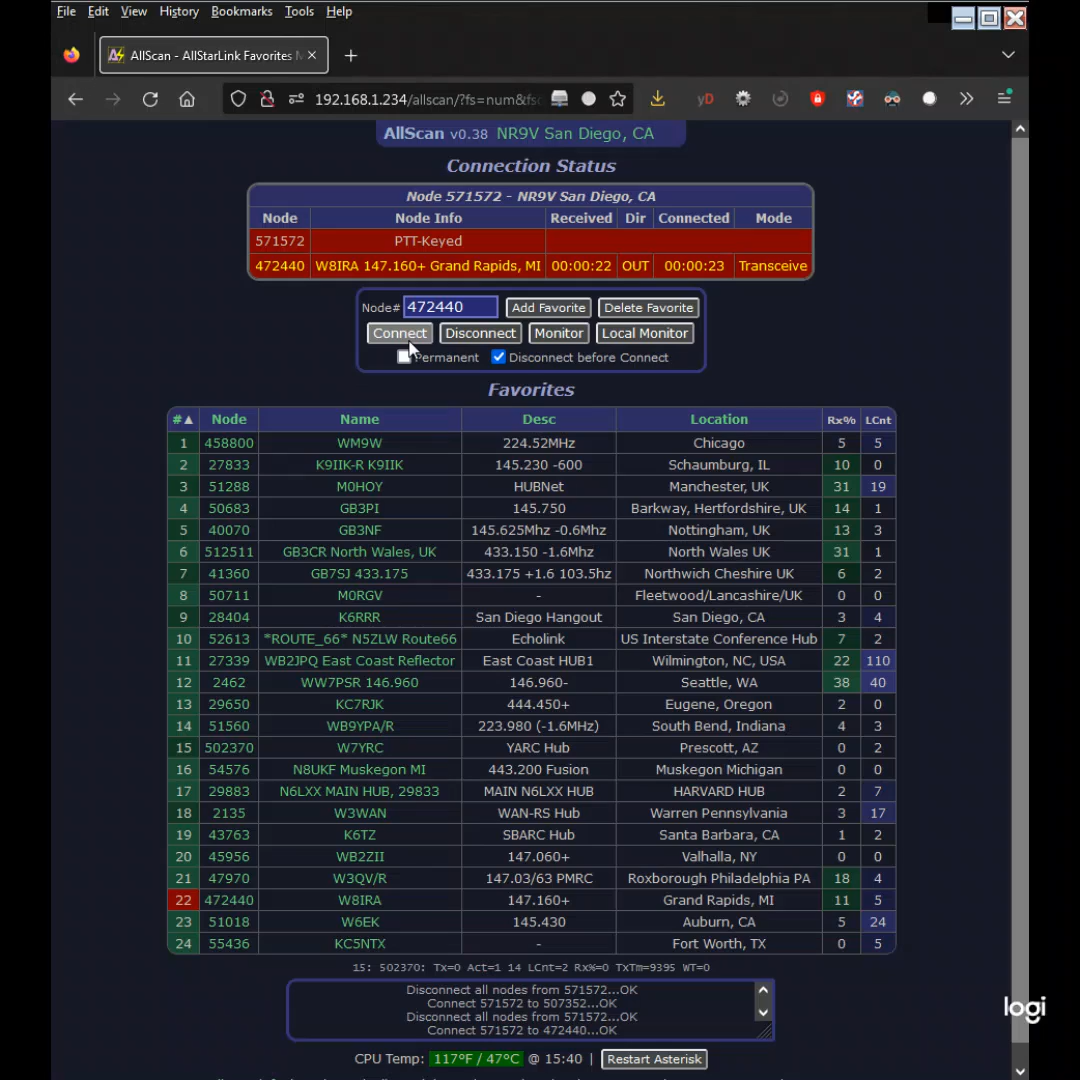 File Edit View History Bookmarks Tools Help
AllScan - AllStarLink Favorites
192.168.1.234/allscan/?fs=num&fs
yD
AllScan v0.38 NR9V San Diego, CA
Connection Status
Node 571572 - NR9V San Diego, CA
Node Node Info Received Dir Connected Mode
571572 PTT-Keyed
472440 W8IRA 147.160+ Grand Rapids, MI 00:00:22 OUT 00:00:23 Transceive
Node# 472440 Add Favorite Delete Favorite
Connect Disconnect Monitor Local Monitor
Permanent Disconnect before Connect
Favorites
#▲ Node Name Desc Location Rx% LCnt
1 458800 WM9W 224.52MHz Chicago 5 5
2 27833 K9IIK-R K9IIK 145.230 -600 Schaumburg, IL 10 0
3 51288 M0HOY HUBNet Manchester, UK 31 19
4 50683 GB3PI 145.750 Barkway, Hertfordshire, UK 14 1
5 40070 GB3NF 145.625Mhz -0.6Mhz Nottingham, UK 13 3
6 512511 GB3CR North Wales, UK 433.150 -1.6Mhz North Wales UK 31 1
7 41360 GB7SJ 433.175 433.175 +1.6 103.5hz Northwich Cheshire UK 6 2
8 50711 M0RGV - Fleetwood/Lancashire/UK 0 0
9 28404 K6RRR San Diego Hangout San Diego, CA 3 4
10 52613 *ROUTE_66* N5ZLW Route66 Echolink US Interstate Conference Hub 7 2
11 27339 WB2JPQ East Coast Reflector East Coast HUB1 Wilmington, NC, USA 22 110
12 2462 WW7PSR 146.960 146.960- Seattle, WA 38 40
13 29650 KC7RJK 444.450+ Eugene, Oregon 2 0
14 51560 WB9YPA/R 223.980 (-1.6MHz) South Bend, Indiana 4 3
15 502370 W7YRC YARC Hub Prescott, AZ 0 2
16 54576 N8UKF Muskegon MI 443.200 Fusion Muskegon Michigan 0 0
17 29883 N6LXX MAIN HUB, 29833 MAIN N6LXX HUB HARVARD HUB 2 7
18 2135 W3WAN WAN-RS Hub Warren Pennsylvania 3 17
19 43763 K6TZ SBARC Hub Santa Barbara, CA 1 2
20 45956 WB2ZII 147.060+ Valhalla, NY 0 0
21 47970 W3QV/R 147.03/63 PMRC Roxborough Philadelphia PA 18 4
22 472440 W8IRA 147.160+ Grand Rapids, MI 11 5
23 51018 W6EK 145.430 Auburn, CA 5 24
24 55436 KC5NTX - Fort Worth, TX 0 5
15: 502370: Tx=0 Act=1 14 LCnt=2 Rx%=0 TxTm=9395 WT=0
Disconnect all nodes from 571572...OK
Connect 571572 to 507352...OK
Disconnect all nodes from 571572...OK
Connect 571572 to 472440...OK
logi
CPU Temp: 117°F / 47°C @ 15:40 | Restart Asterisk